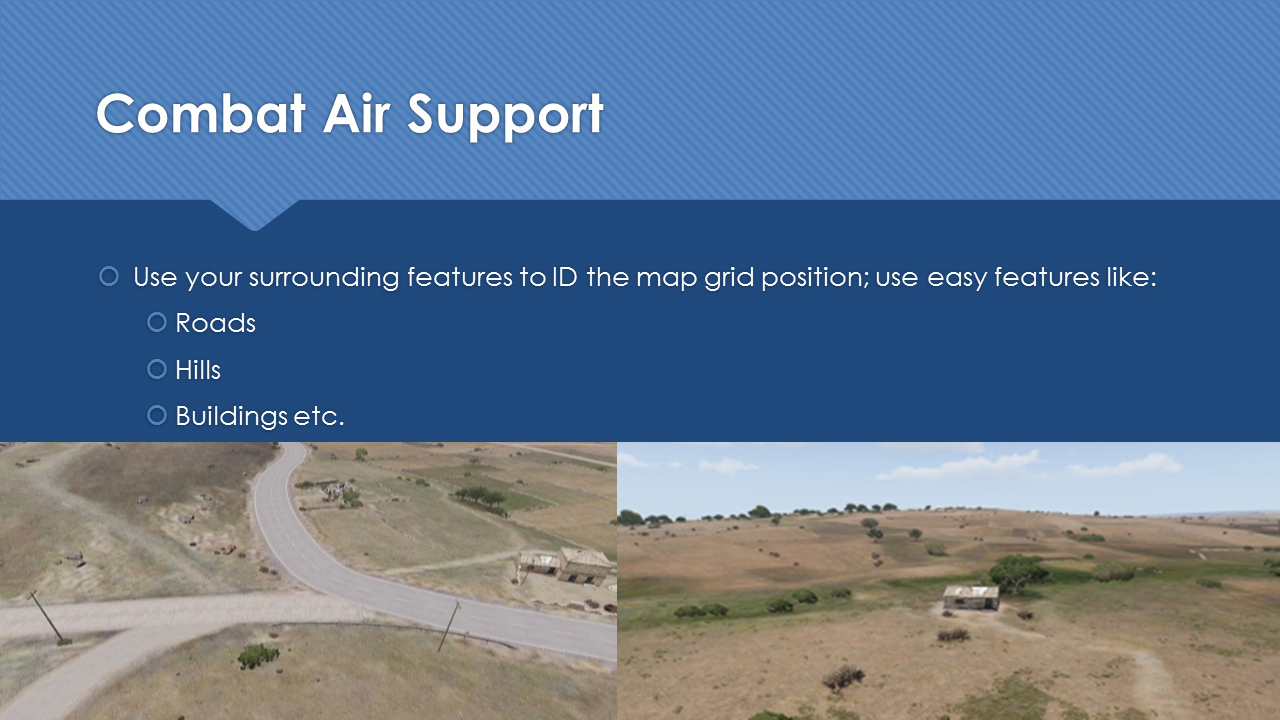 Combat Air Support
Use your surrounding features to ID the map grid position; use easy features like:
Roads
Hills
Buildings etc.